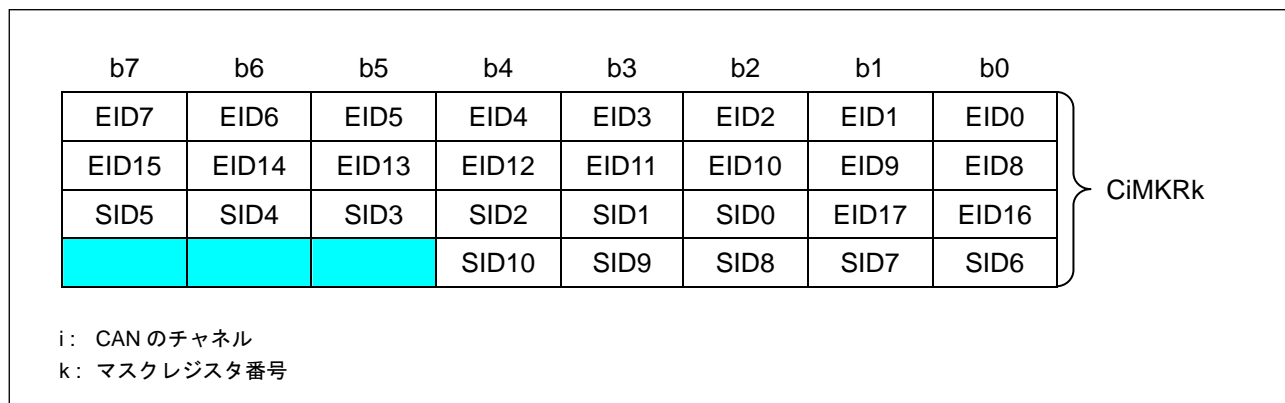 b7 b6 b5 b4 b3 b2 b1 b0
EID7 EID6 EID5 EID4 EID3 EID2 EID1 EID0
EID15 EID14 EID13 EID12 EID11 EID10 EID9 EID8
SID5 SID4 SID3 SID2 SID1 SID0 EID17 EID16
SID10 SID9 SID8 SID7 SID6
CiMKRk
i : CAN のチャネル
k : マスクレジスタ番号